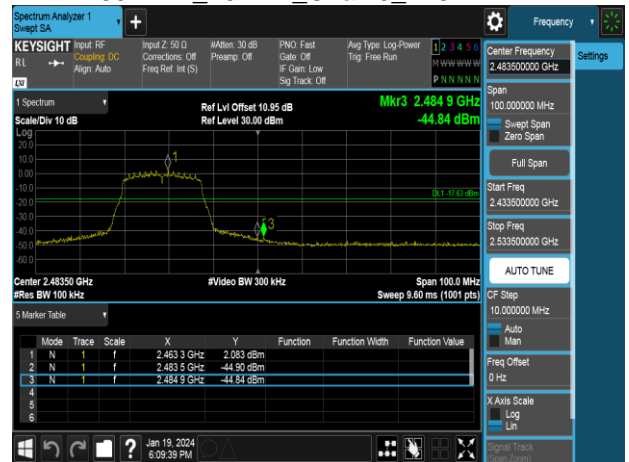 Spectrum Analyzer 1
Swept SA
Frequency
KEYSIGHT
RL
Input: RF
Coupling: DC
Align: Auto
Input Z: 50 Ω
Corrections: Off
Freq Ref: Int (S)
#Atten: 30 dB
Preamp: Off
PNO: Fast
Gate: Off
IF Gain: Low
Sig Track: Off
Avg Type: Log-Power
Trig: Free Run
1 2 3 4 5 6
M W W W W W
P N N N N N
LXI
1 Spectrum
Scale/Div 10 dB
Ref Lvl Offset 10.95 dB
Ref Level 30.00 dBm
Mkr3 2.484 9 GHz
-44.84 dBm
Log
20.0
10.0
0.00
-10.0
-20.0
-30.0
-40.0
-50.0
-60.0
1
3
DL1 -17.63 dBm
Center 2.48350 GHz
#Res BW 100 kHz
#Video BW 300 kHz
Span 100.0 MHz
Sweep 9.60 ms (1001 pts)
5 Marker Table
Mode Trace Scale X Y Function Function Width Function Value
1 N 1 f 2.463 3 GHz 2.083 dBm
2 N 1 f 2.483 5 GHz -44.90 dBm
3 N 1 f 2.484 9 GHz -44.84 dBm
4
5
6
Jan 19, 2024
6:09:39 PM
Center Frequency
2.483500000 GHz
Settings
Span
100.000000 MHz
Swept Span
Zero Span
Full Span
Start Freq
2.433500000 GHz
Stop Freq
2.533500000 GHz
AUTO TUNE
CF Step
10.000000 MHz
Auto
Man
Freq Offset
0 Hz
X Axis Scale
Log
Lin
Signal Track
(Span Zoom)